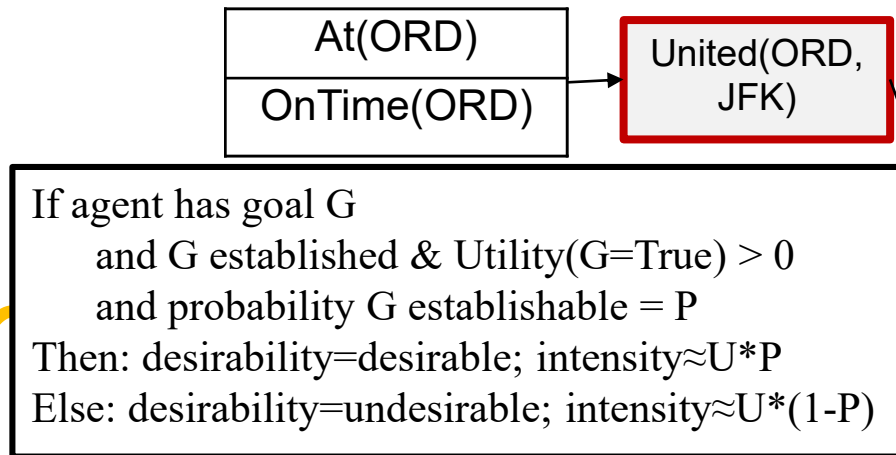 At(ORD)
OnTime(ORD)
United(ORD,
JFK)
If agent has goal G
and G established & Utility(G=True) > 0
and probability G establishable = P
Then: desirability=desirable; intensity≈U*P
Else: desirability=undesirable; intensity≈U*(1-P)